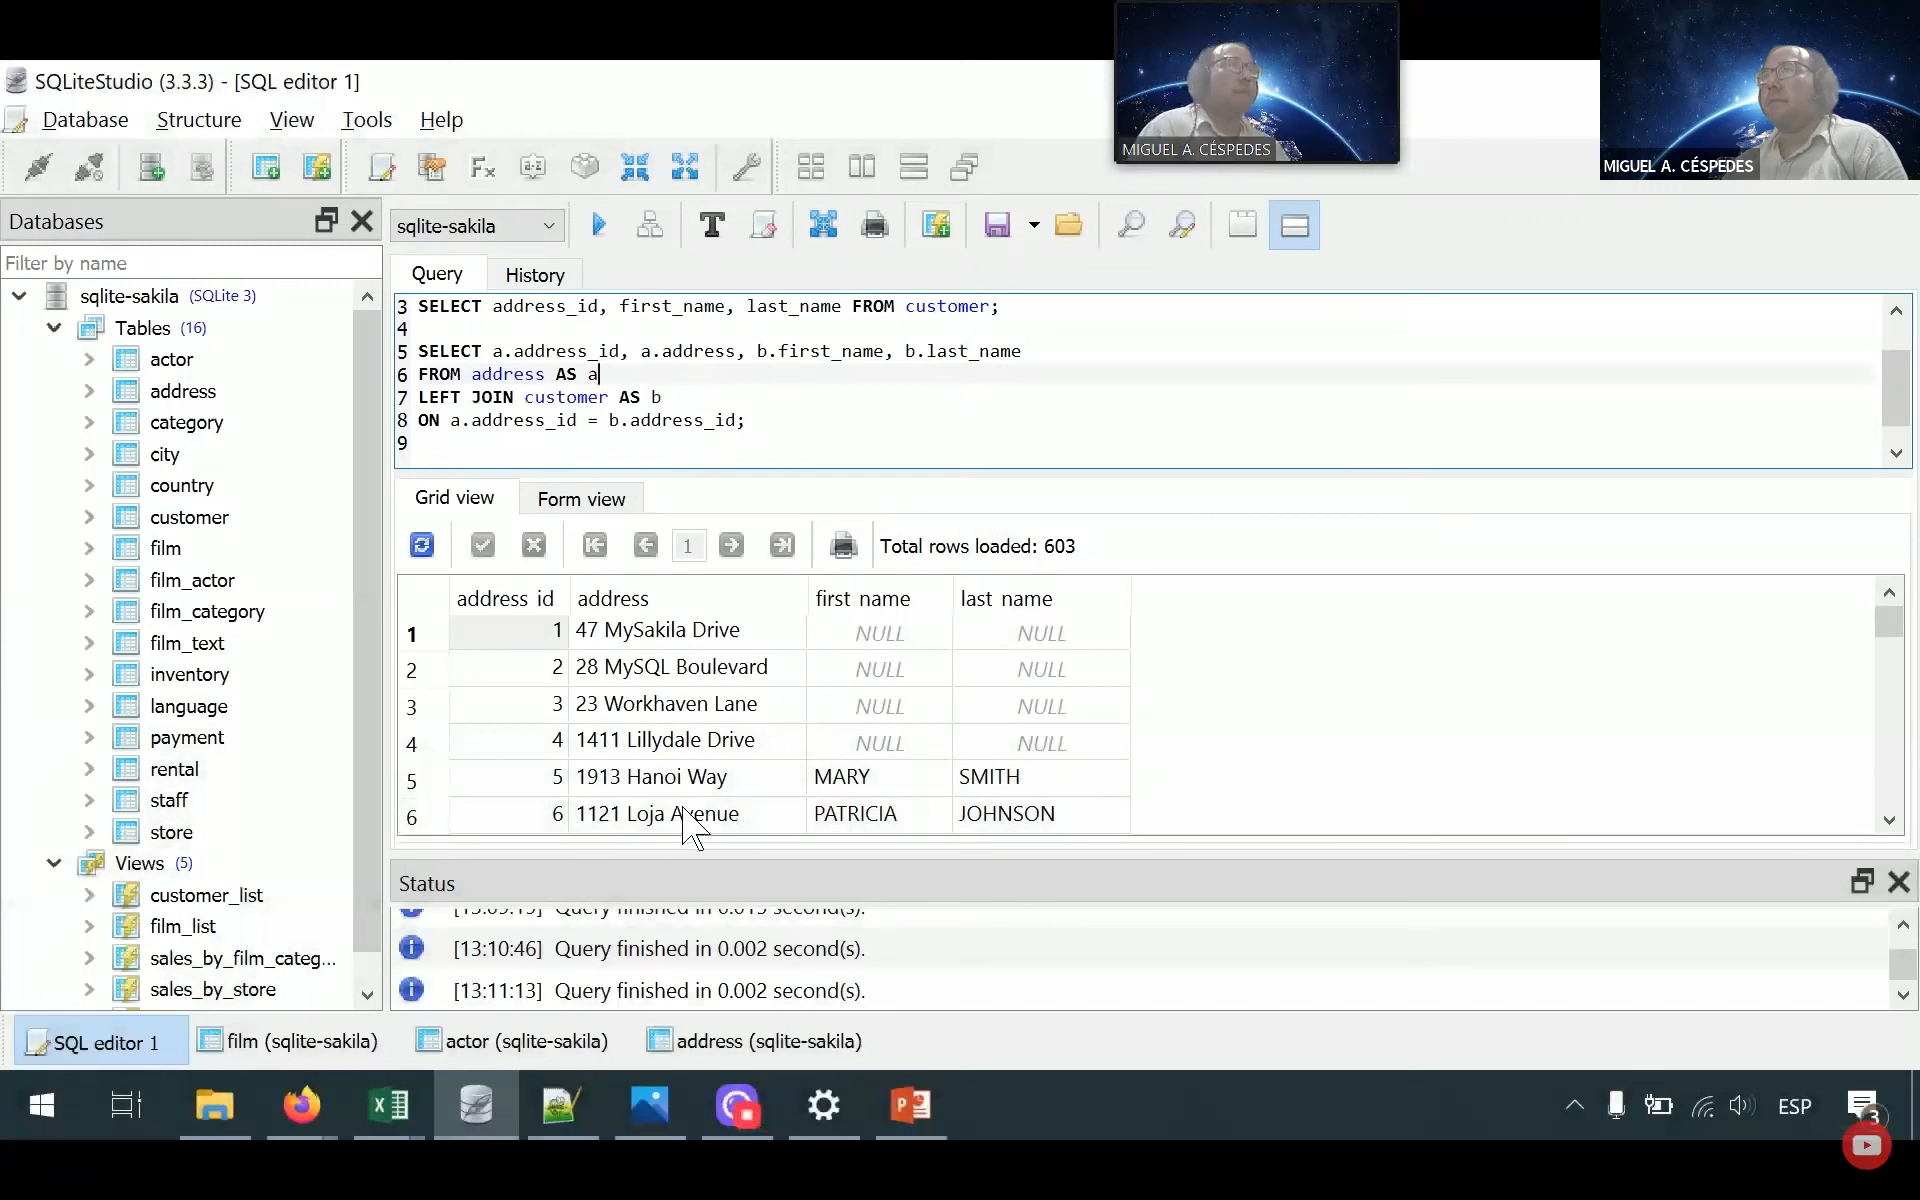 SQLiteStudio (3.3.3) - [SQL editor 1]
MIGUEL A. CÉSPEDES
MIGUEL A. CÉSPEDES
Database Structure View Tools Help
Databases
Filter by name
sqlite-sakila (SQLite 3)
Tables (16)
actor
address
category
city
country
customer
film
film_actor
film_category
film_text
inventory
language
payment
rental
staff
store
Views (5)
customer_list
film_list
sales_by_film_categ...
sales_by_store
sqlite-sakila
Query History
3 SELECT address_id, first_name, last_name FROM customer;
4
5 SELECT a.address_id, a.address, b.first_name, b.last_name
6 FROM address AS a
7 LEFT JOIN customer AS b
8 ON a.address_id = b.address_id;
9
Grid view Form view
1 Total rows loaded: 603
address id address first name last name
1 1 47 MySakila Drive NULL NULL
2 2 28 MySQL Boulevard NULL NULL
3 3 23 Workhaven Lane NULL NULL
4 4 1411 Lillydale Drive NULL NULL
5 5 1913 Hanoi Way MARY SMITH
6 6 1121 Loja Avenue PATRICIA JOHNSON
Status
[13:10:46] Query finished in 0.002 second(s).
[13:11:13] Query finished in 0.002 second(s).
SQL editor 1 film (sqlite-sakila) actor (sqlite-sakila) address (sqlite-sakila)
ESP
3